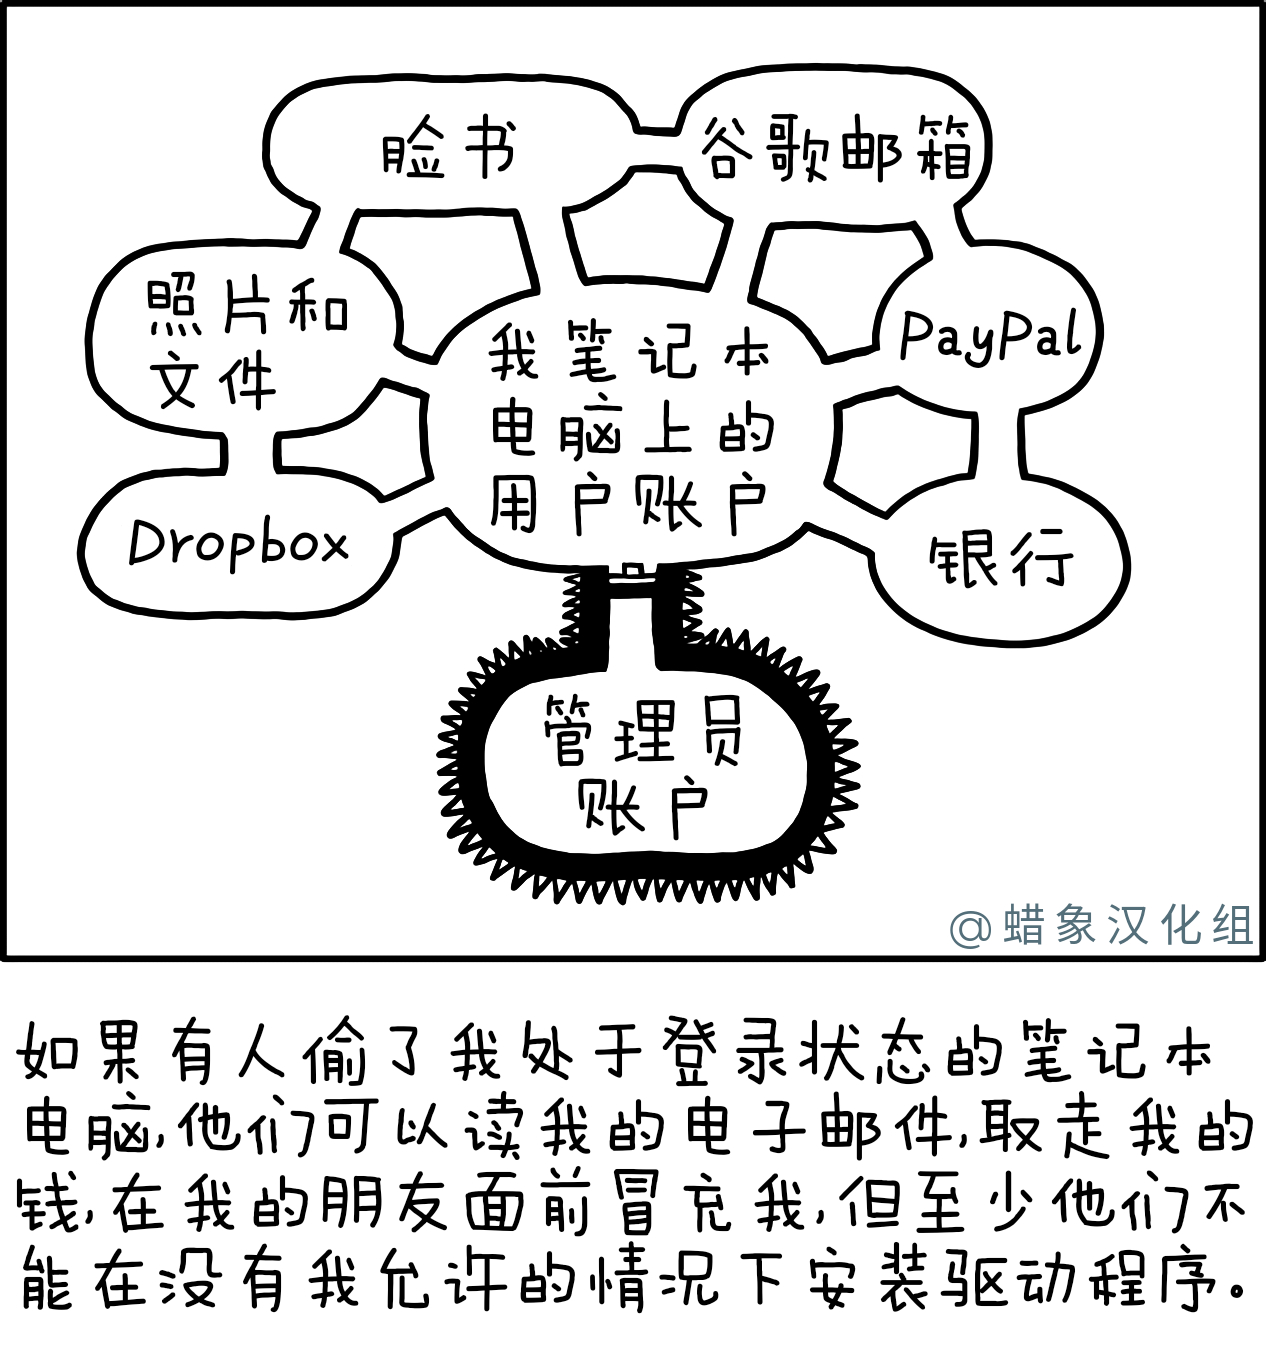 脸书
谷歌邮箱
照片和
文件
PayPal
我笔记本
电脑上的
用户账户
Dropbox
银行
管理员
账户
@蜡象汉化组
如果有人偷了我处于登录状态的笔记本
电脑,他们可以读我的电子邮件,取走我的
钱,在我的朋友面前冒充我,但至少他们不
能在没有我允许的情况下安装驱动程序。